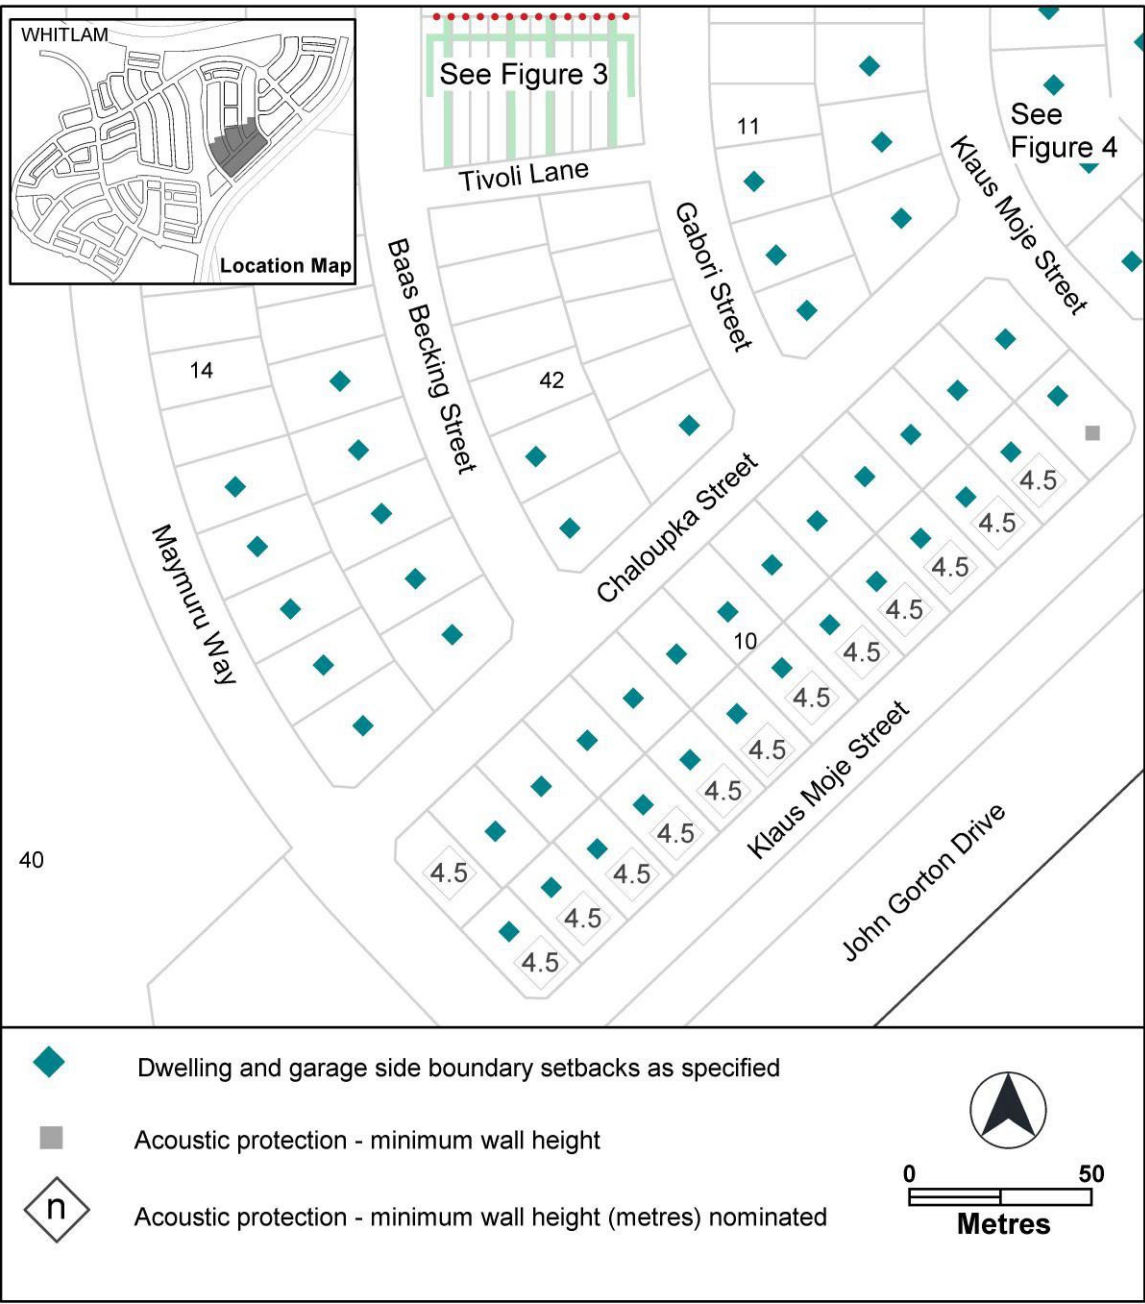 WHITLAM
Location Map
See Figure 3
Tivoli Lane
11
See
Figure 4
Klaus Moje Street
Gabori Street
Baas Becking Street
14
42
Chaloupka Street
Maymuru Way
4.5
4.5
4.5
4.5
4.5
10
4.5
4.5
4.5
4.5
4.5
4.5
4.5
4.5
Klaus Moje Street
40
John Gorton Drive
Dwelling and garage side boundary setbacks as specified
Acoustic protection - minimum wall height
n
Acoustic protection - minimum wall height (metres) nominated
0 50
Metres